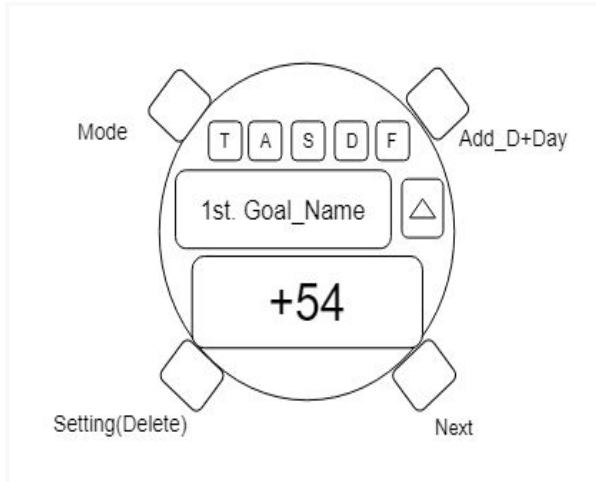 Mode
Add_D+Day
T A S D F
1st. Goal_Name
+54
Setting(Delete)
Next